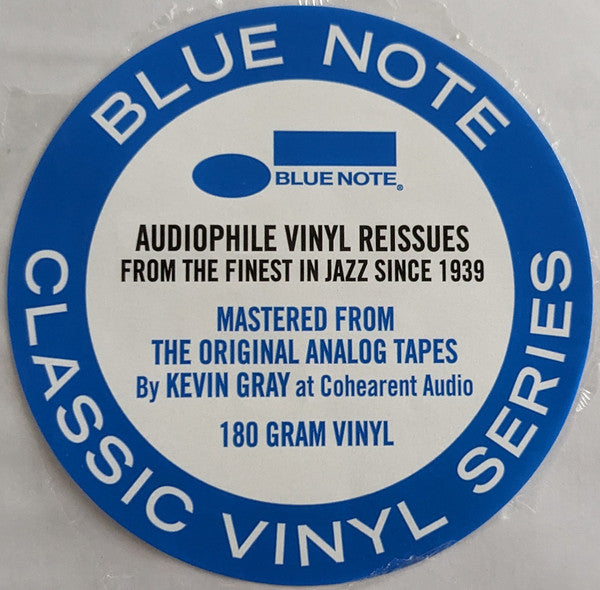 BLUE NOTE
BLUE NOTE®
AUDIOPHILE VINYL REISSUES
FROM THE FINEST IN JAZZ SINCE 1939
MASTERED FROM
THE ORIGINAL ANALOG TAPES
By KEVIN GRAY at Cohearent Audio
180 GRAM VINYL
CLASSIC VINYL SERIES